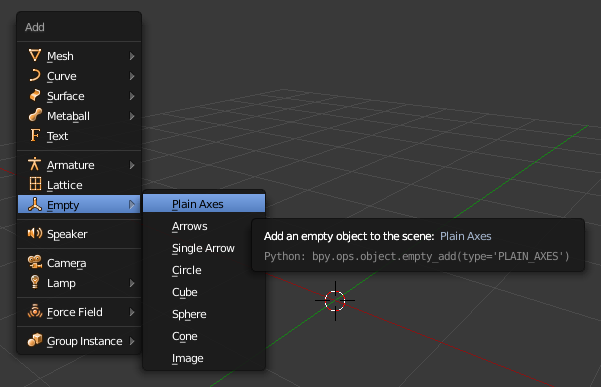 Add
Mesh
Curve
Surface
Metaball
Text
Armature
Lattice
Empty
Speaker
Camera
Lamp
Force Field
Group Instance
Plain Axes
Arrows
Single Arrow
Circle
Cube
Sphere
Cone
Image
Add an empty object to the scene: Plain Axes
Python: bpy.ops.object.empty_add(type='PLAIN_AXES')